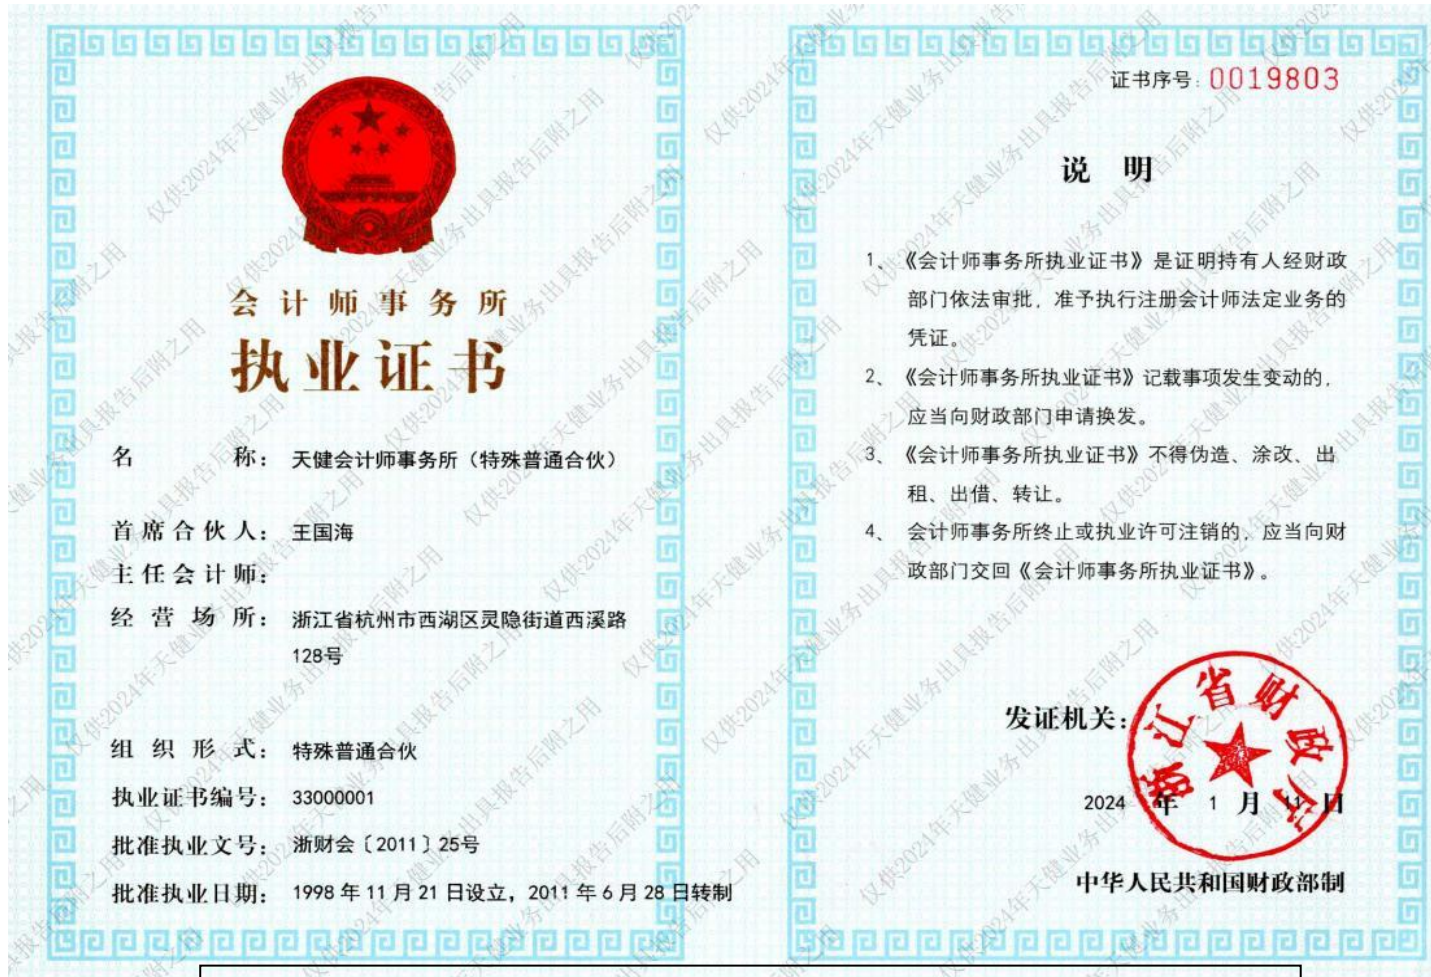 会计师事务所
执业证书
名 称： 天健会计师事务所（特殊普通合伙）
首席合伙人： 王国海
主任会计师：
经营场所： 浙江省杭州市西湖区灵隐街道西溪路
128号
组织形式： 特殊普通合伙
执业证书编号： 33000001
批准执业文号： 浙财会〔2011〕25号
批准执业日期： 1998年11月21日设立，2011年6月28日转制
证书序号：0019803
说 明
1、《会计师事务所执业证书》是证明持有人经财政
部门依法审批，准予执行注册会计师法定业务的
凭证。
2、《会计师事务所执业证书》记载事项发生变动的，
应当向财政部门申请换发。
3、《会计师事务所执业证书》不得伪造、涂改、出
租、出借、转让。
4、会计师事务所终止或执业许可注销的，应当向财
政部门交回《会计师事务所执业证书》。
发证机关：
浙江省财政厅
2024年1月11日
中华人民共和国财政部制
仅供2024年天健业务出具报告后附之用